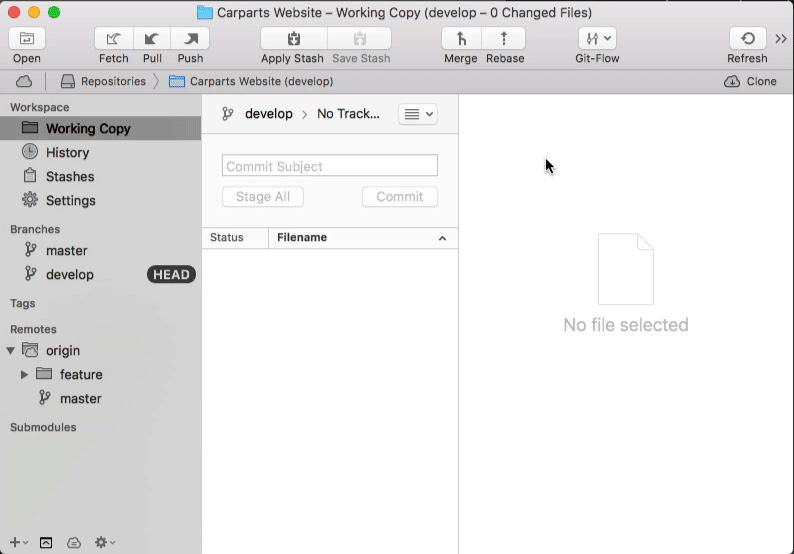 Carparts Website – Working Copy (develop – 0 Changed Files)
Open Fetch Pull Push Apply Stash Save Stash Merge Rebase Git-Flow Refresh
Repositories Carparts Website (develop) Clone
Workspace
Working Copy
History
Stashes
Settings
Branches
master
develop HEAD
Tags
Remotes
origin
feature
master
Submodules
develop > No Track...
Commit Subject
Stage All Commit
Status Filename
No file selected